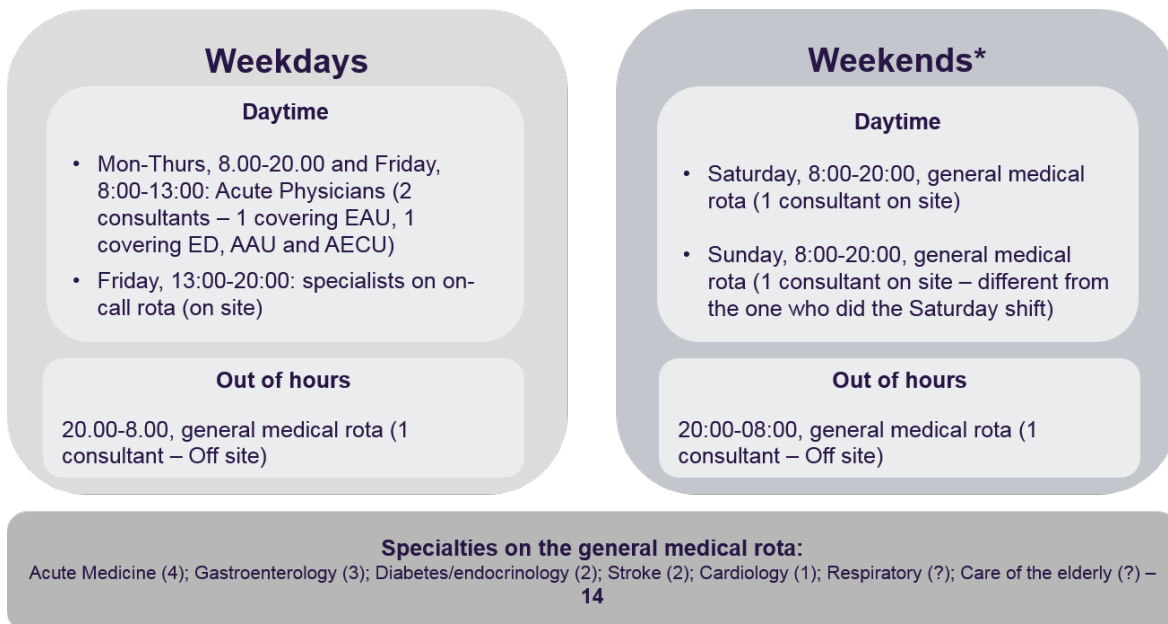 Weekdays
Daytime
• Mon-Thurs, 8.00-20.00 and Friday,
8:00-13:00: Acute Physicians (2
consultants – 1 covering EAU, 1
covering ED, AAU and AECU)
• Friday, 13:00-20:00: specialists on on-
call rota (on site)
Out of hours
20.00-8.00, general medical rota (1
consultant – Off site)
Weekends*
Daytime
• Saturday, 8:00-20:00, general medical
rota (1 consultant on site)
• Sunday, 8:00-20:00, general medical
rota (1 consultant on site – different from
the one who did the Saturday shift)
Out of hours
20:00-08:00, general medical rota (1
consultant – Off site)
Specialties on the general medical rota:
Acute Medicine (4); Gastroenterology (3); Diabetes/endocrinology (2); Stroke (2); Cardiology (1); Respiratory (?); Care of the elderly (?) –
14